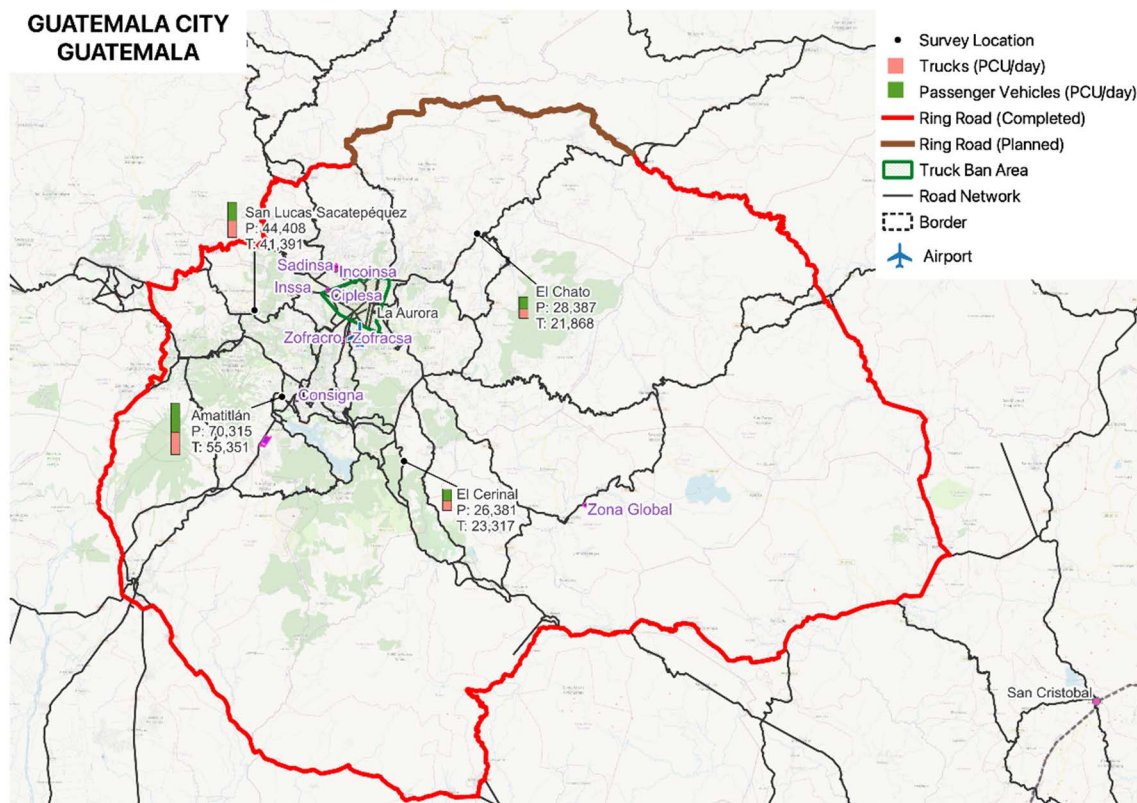 GUATEMALA CITY
GUATEMALA
Survey Location
Trucks (PCU/day)
Passenger Vehicles (PCU/day)
Ring Road (Completed)
Ring Road (Planned)
Truck Ban Area
Road Network
Border
Airport
San Lucas Sacatepéquez
P: 44,408
T: 41,391
Sadinsa
Incoinsa
Inssa
Ciplesa
La Aurora
Zofracro
Zofracsa
El Chato
P: 28,387
T: 21,868
Consigna
Amatitlán
P: 70,315
T: 55,351
El Cerinal
P: 26,381
T: 23,317
Zona Global
San Cristobal